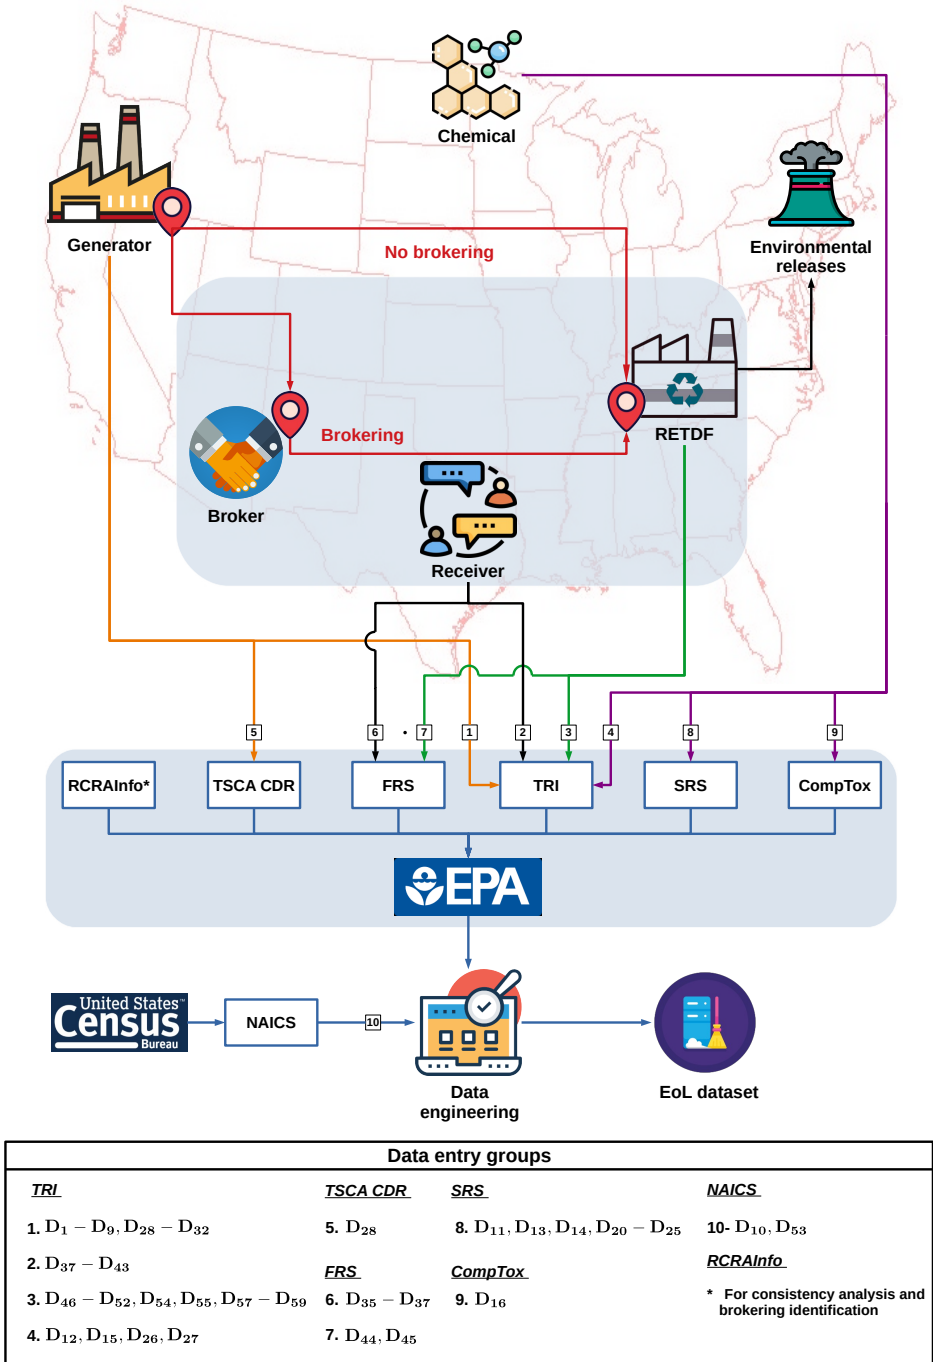 Chemical
Generator
No brokering
Environmental
releases
Brokering
RETDF
Broker
Receiver
5
6
7
1
2
3
4
8
9
RCRAInfo*
TSCA CDR
FRS
TRI
SRS
CompTox
EPA
United States™
Census
Bureau
NAICS
10
Data
engineering
EoL dataset
Data entry groups
TRI
1. D₁ − D₉, D₂₈ − D₃₂
2. D₃₇ − D₄₃
3. D₄₆ − D₅₂, D₅₄, D₅₅, D₅₇ − D₅₉
4. D₁₂, D₁₅, D₂₆, D₂₇
TSCA CDR
5. D₂₈
FRS
6. D₃₅ − D₃₇
7. D₄₄, D₄₅
SRS
8. D₁₁, D₁₃, D₁₄, D₂₀ − D₂₅
CompTox
9. D₁₆
NAICS
10- D₁₀, D₅₃
RCRAInfo
* For consistency analysis and
brokering identification